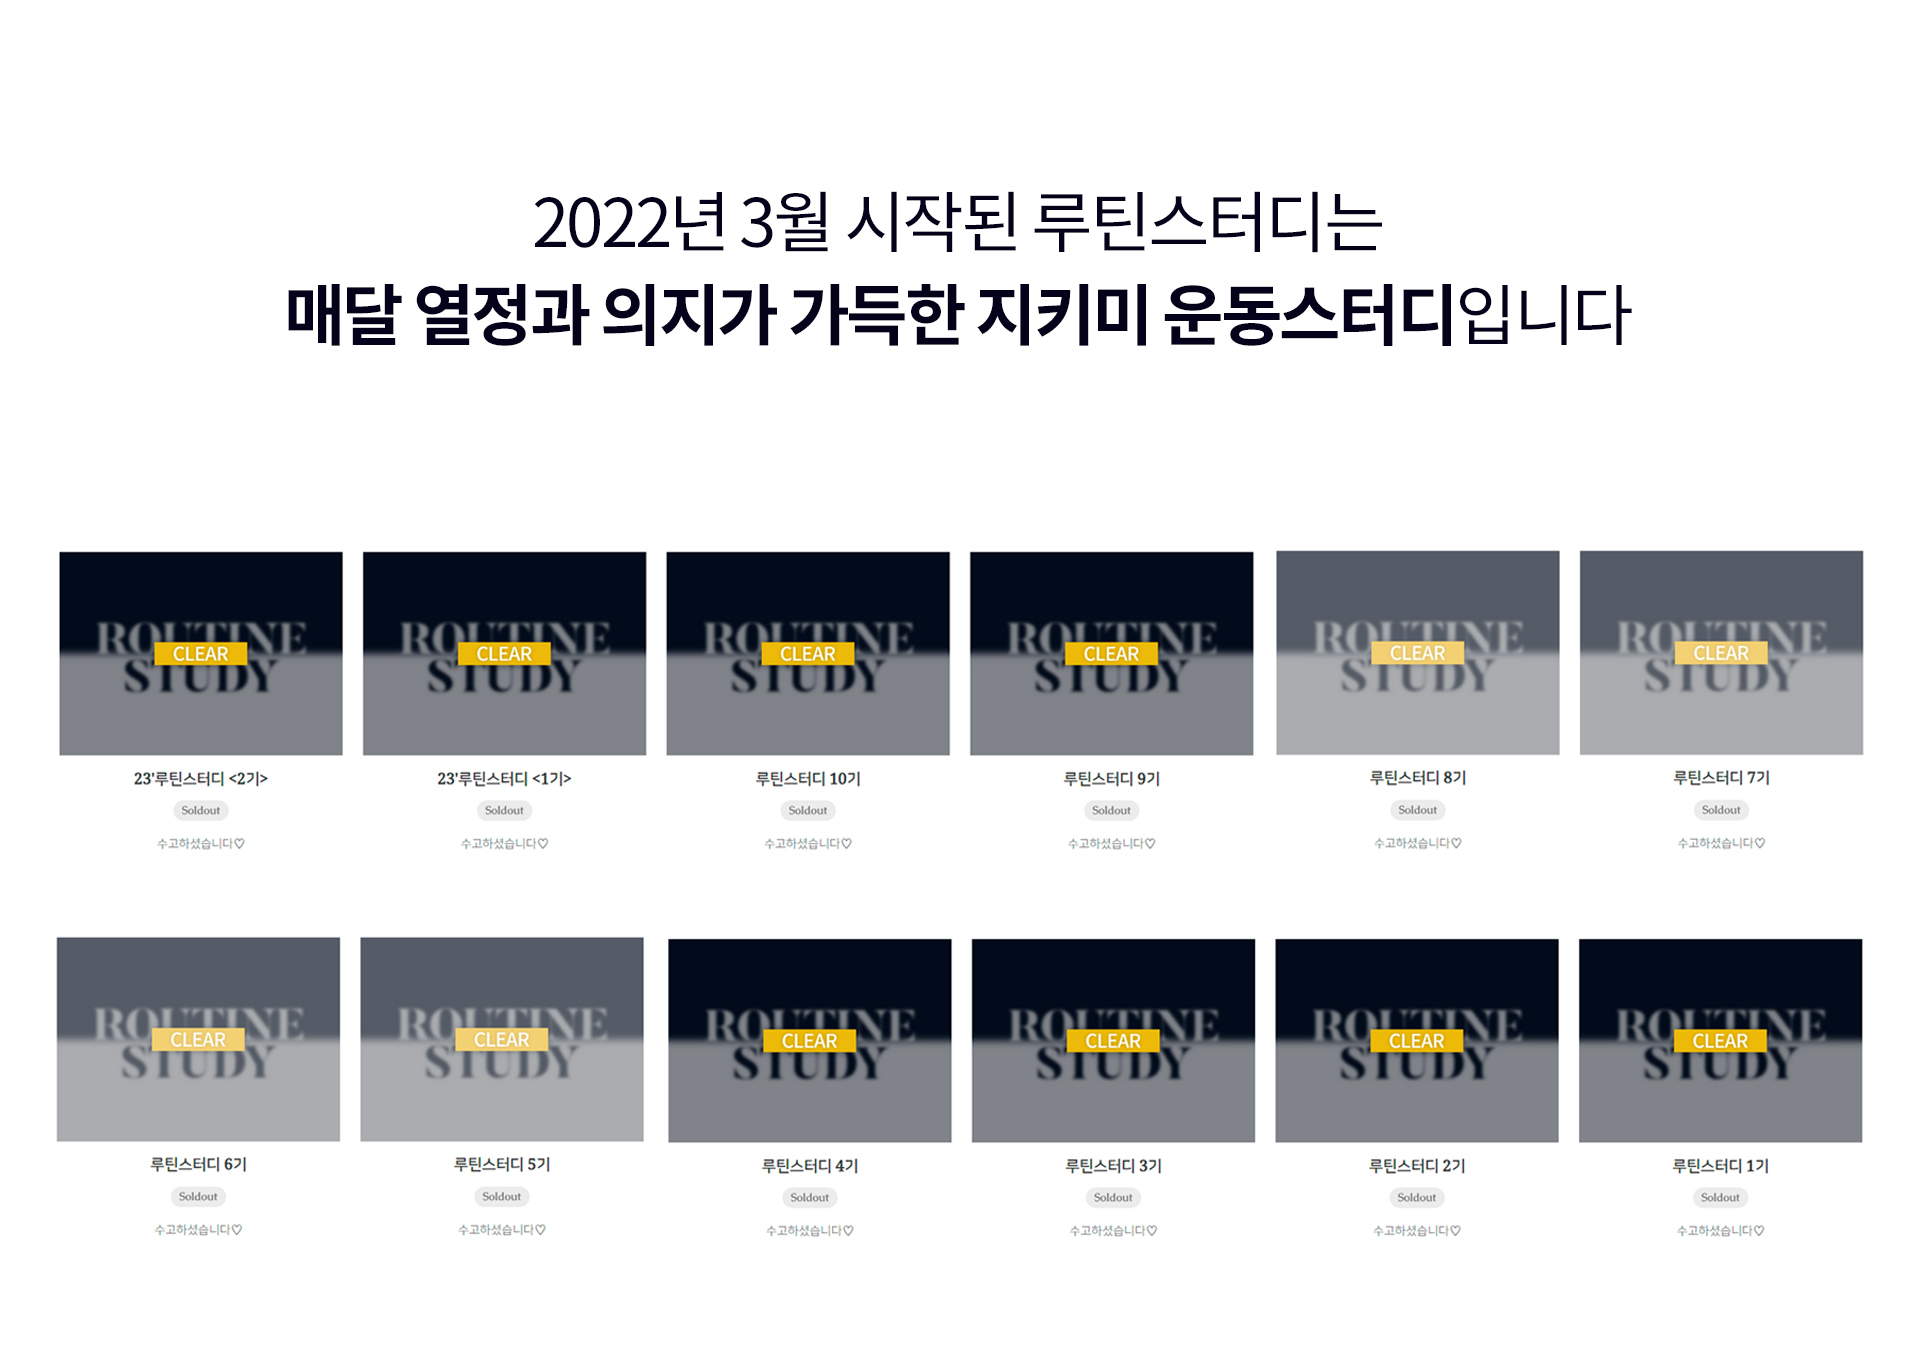 2022년 3월 시작된 루틴스터디는
매달 열정과 의지가 가득한 지키미 운동스터디입니다
ROUTINE
CLEAR
STUDY
23'루틴스터디 <2기>
Soldout
수고하셨습니다♡
ROUTINE
CLEAR
STUDY
23'루틴스터디 <1기>
Soldout
수고하셨습니다♡
ROUTINE
CLEAR
STUDY
루틴스터디 10기
Soldout
수고하셨습니다♡
ROUTINE
CLEAR
STUDY
루틴스터디 9기
Soldout
수고하셨습니다♡
ROUTINE
CLEAR
STUDY
루틴스터디 8기
Soldout
수고하셨습니다♡
ROUTINE
CLEAR
STUDY
루틴스터디 7기
Soldout
수고하셨습니다♡
ROUTINE
CLEAR
STUDY
루틴스터디 6기
Soldout
수고하셨습니다♡
ROUTINE
CLEAR
STUDY
루틴스터디 5기
Soldout
수고하셨습니다♡
ROUTINE
CLEAR
STUDY
루틴스터디 4기
Soldout
수고하셨습니다♡
ROUTINE
CLEAR
STUDY
루틴스터디 3기
Soldout
수고하셨습니다♡
ROUTINE
CLEAR
STUDY
루틴스터디 2기
Soldout
수고하셨습니다♡
ROUTINE
CLEAR
STUDY
루틴스터디 1기
Soldout
수고하셨습니다♡